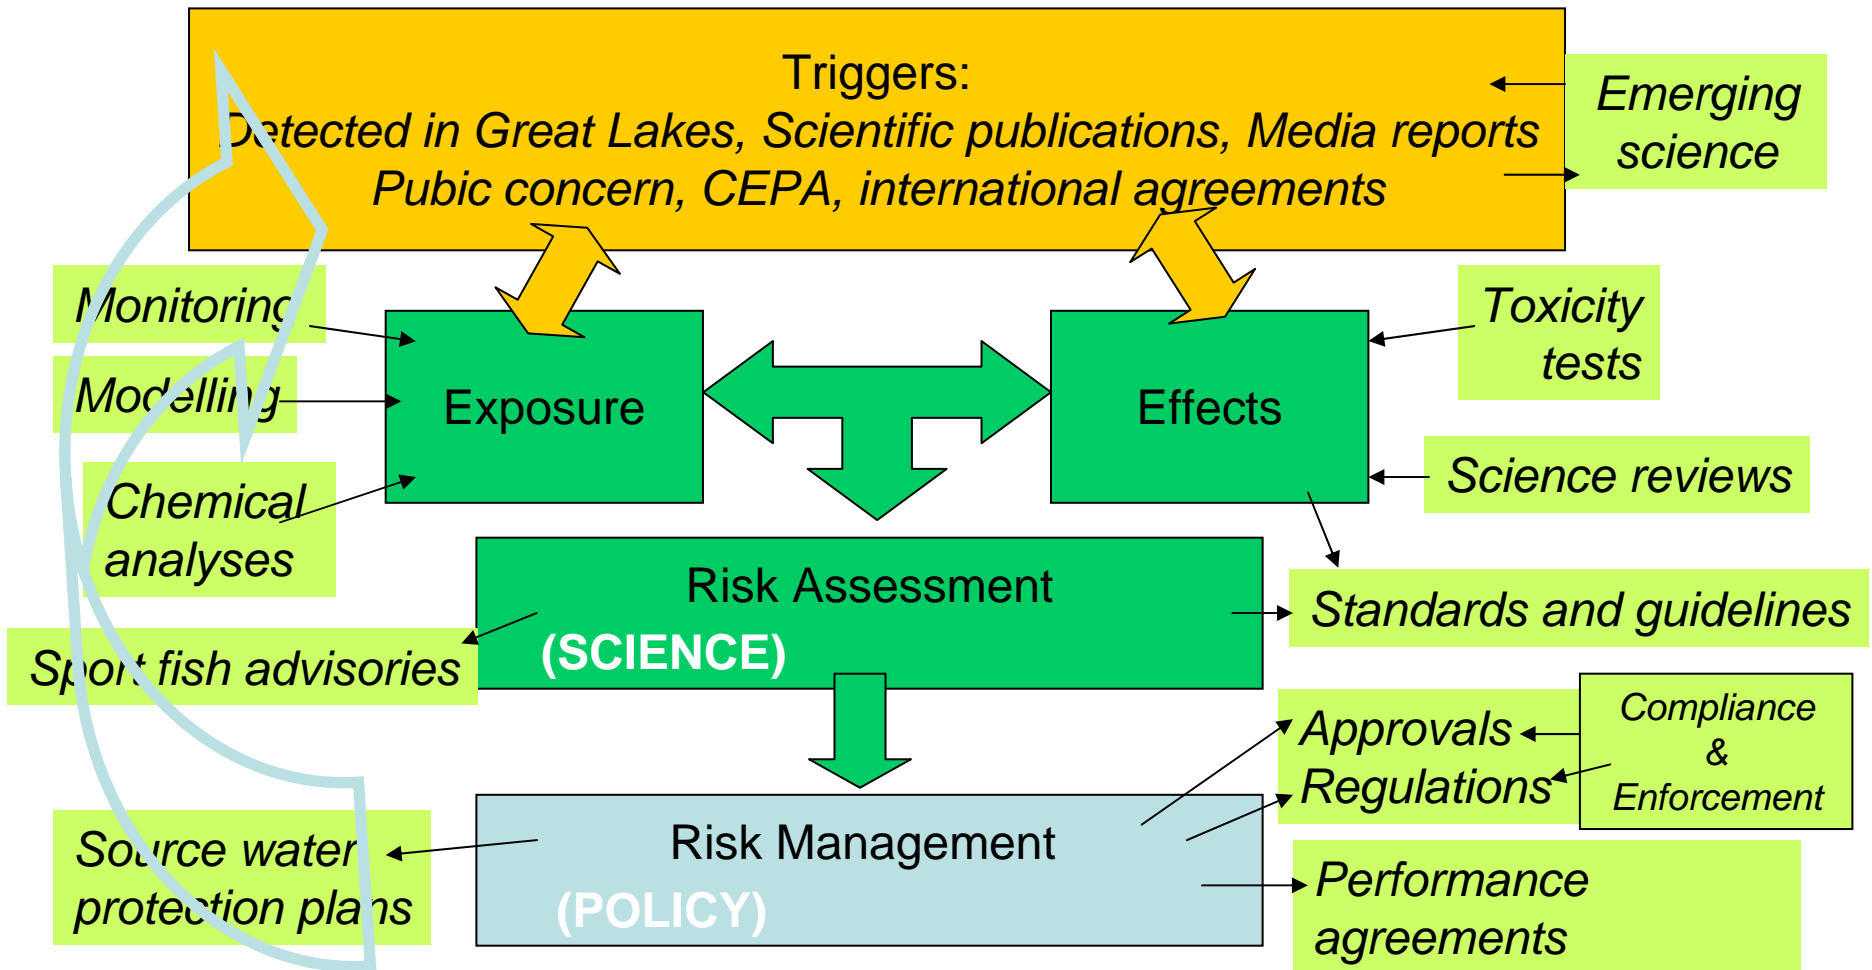 Triggers:
Detected in Great Lakes, Scientific publications, Media reports
Pubic concern, CEPA, international agreements
Emerging
science
Monitoring
Modelling
Chemical
analyses
Exposure
Effects
Toxicity
tests
Science reviews
Risk Assessment
(SCIENCE)
Standards and guidelines
Sport fish advisories
Approvals
Regulations
Compliance
&
Enforcement
Risk Management
(POLICY)
Source water
protection plans
Performance
agreements